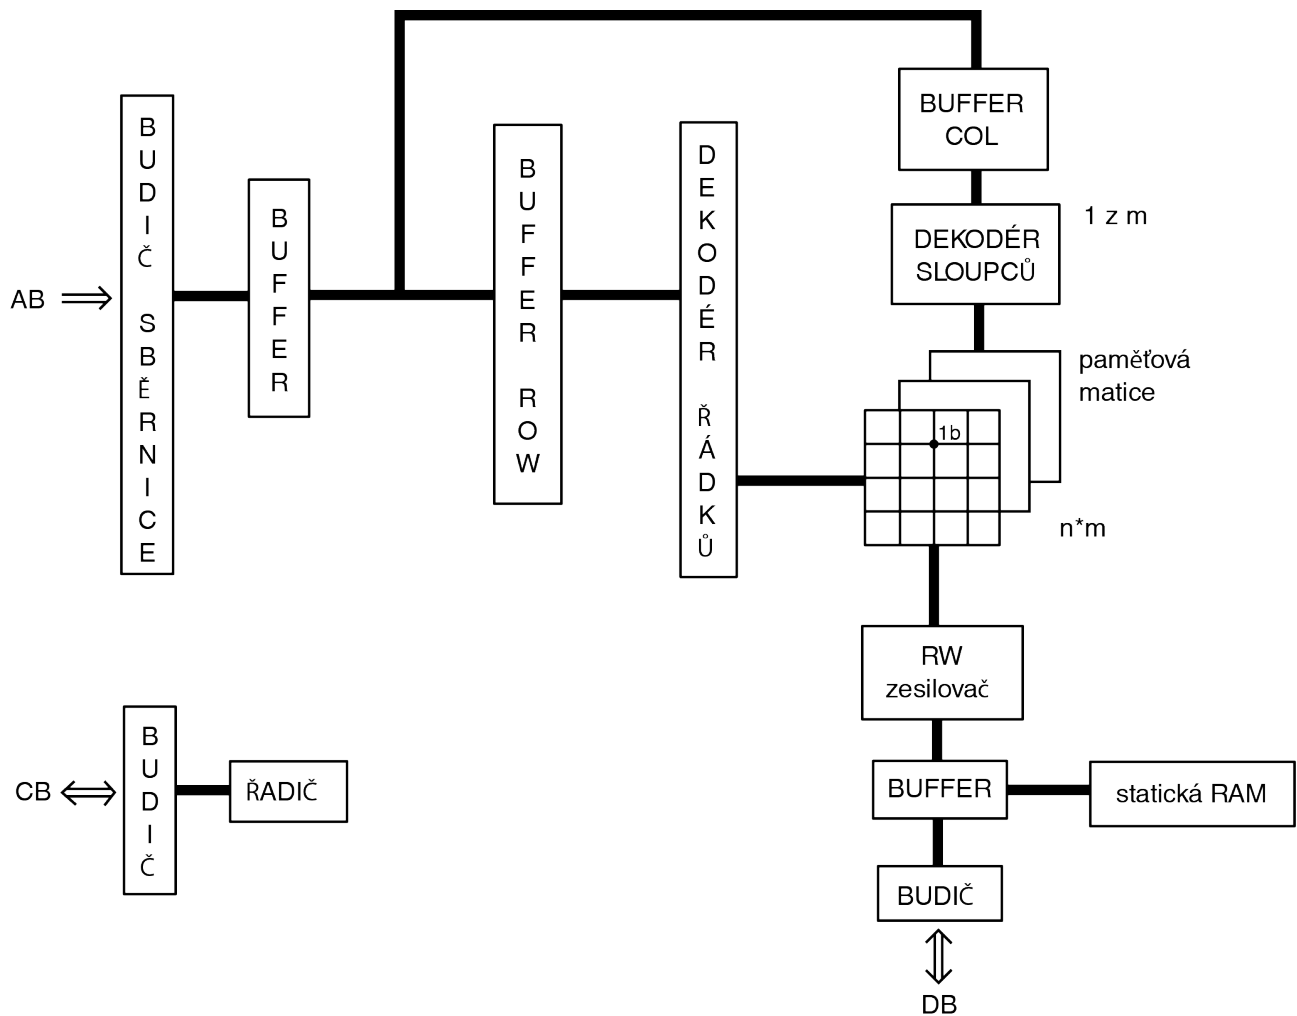 BUFFER
COL
BUDIČ SBĚRNICE
BUFFER
BUFFER ROW
DEKODÉR ŘÁDKŮ
DEKODÉR
SLOUPCŮ
1 z m
AB
paměťová
matice
1b
n*m
RW
zesilovač
BUDIČ
CB
ŘADIČ
BUFFER
statická RAM
BUDIČ
DB